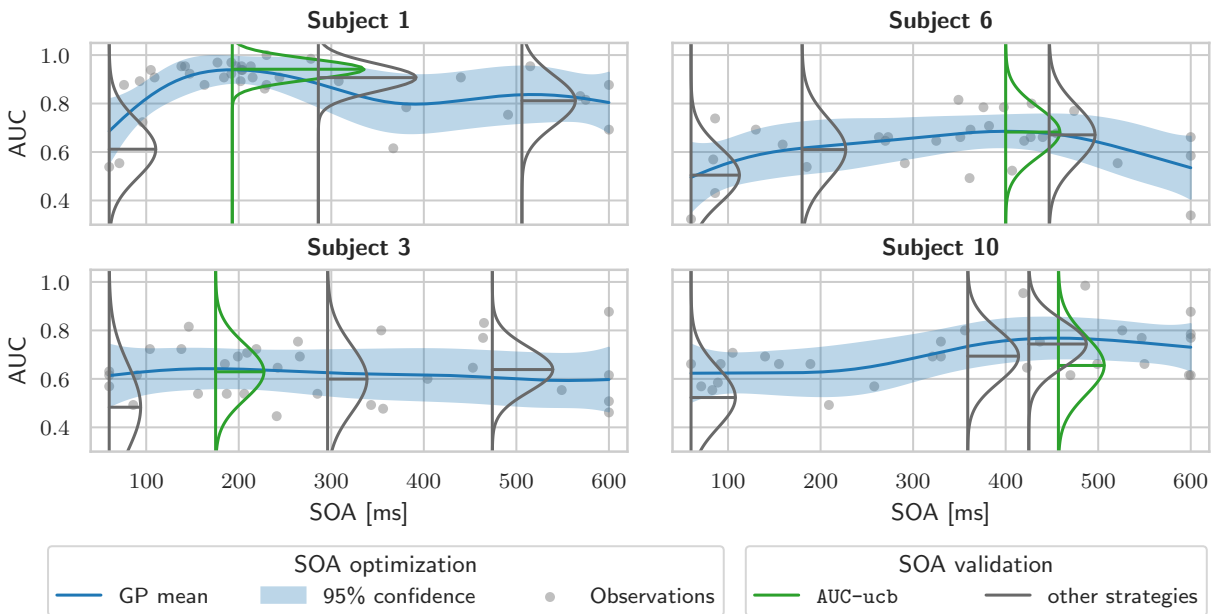 Subject 1
Subject 6
AUC
1.0
0.8
0.6
0.4
Subject 3
Subject 10
AUC
1.0
0.8
0.6
0.4
100 200 300 400 500 600
100 200 300 400 500 600
SOA [ms]
SOA [ms]
SOA optimization
GP mean 95% confidence Observations
SOA validation
AUC-ucb other strategies